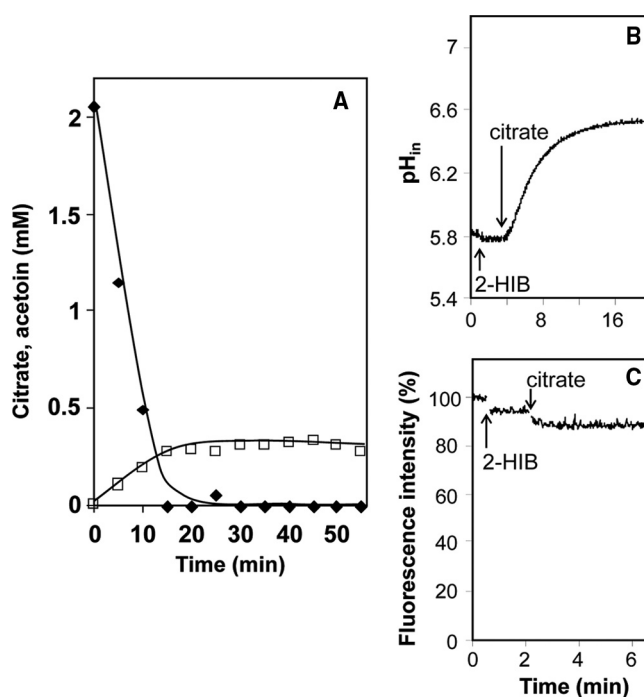 A
Citrate, acetoin (mM)
2
1.5
1
0.5
0
0 10 20 30 40 50
Time (min)
B
pHin
7
6.6
6.2
5.8
5.4
citrate
2-HIB
0 8 16
C
Fluorescence intensity (%)
100
80
60
40
20
0
citrate
2-HIB
0 2 4 6
Time (min)